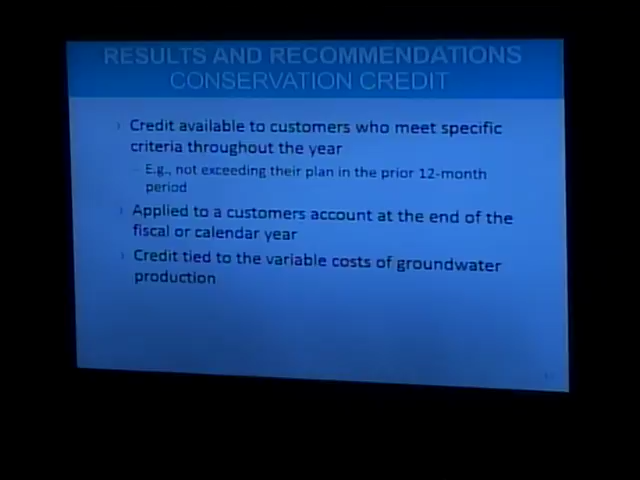 RESULTS AND RECOMMENDATIONS
CONSERVATION CREDIT
Credit available to customers who meet specific
criteria throughout the year
E.g., not exceeding their plan in the prior 12-month
period
Applied to a customers account at the end of the
fiscal or calendar year
Credit tied to the variable costs of groundwater
production